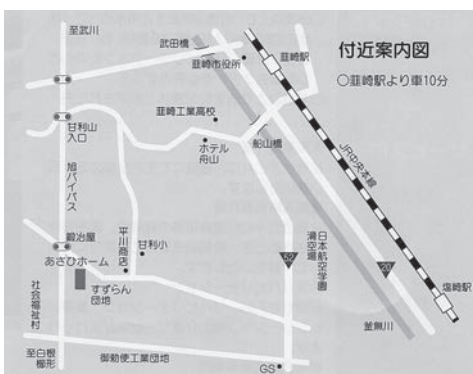 付近案内図
○韮崎駅より車10分
至武川
武田橋
韮崎市役所
韮崎駅
韮崎工業高校
甘利山
入口
ホテル
舟山
船山橋
JR中央本線
旭バイパス
平川商店
甘利小
日本航空学園
滑空場
52
20
鍛冶屋
あさひホーム
すずらん
団地
社会福祉村
塩崎駅
釜無川
至白根
櫛形
御勅使工業団地
GS